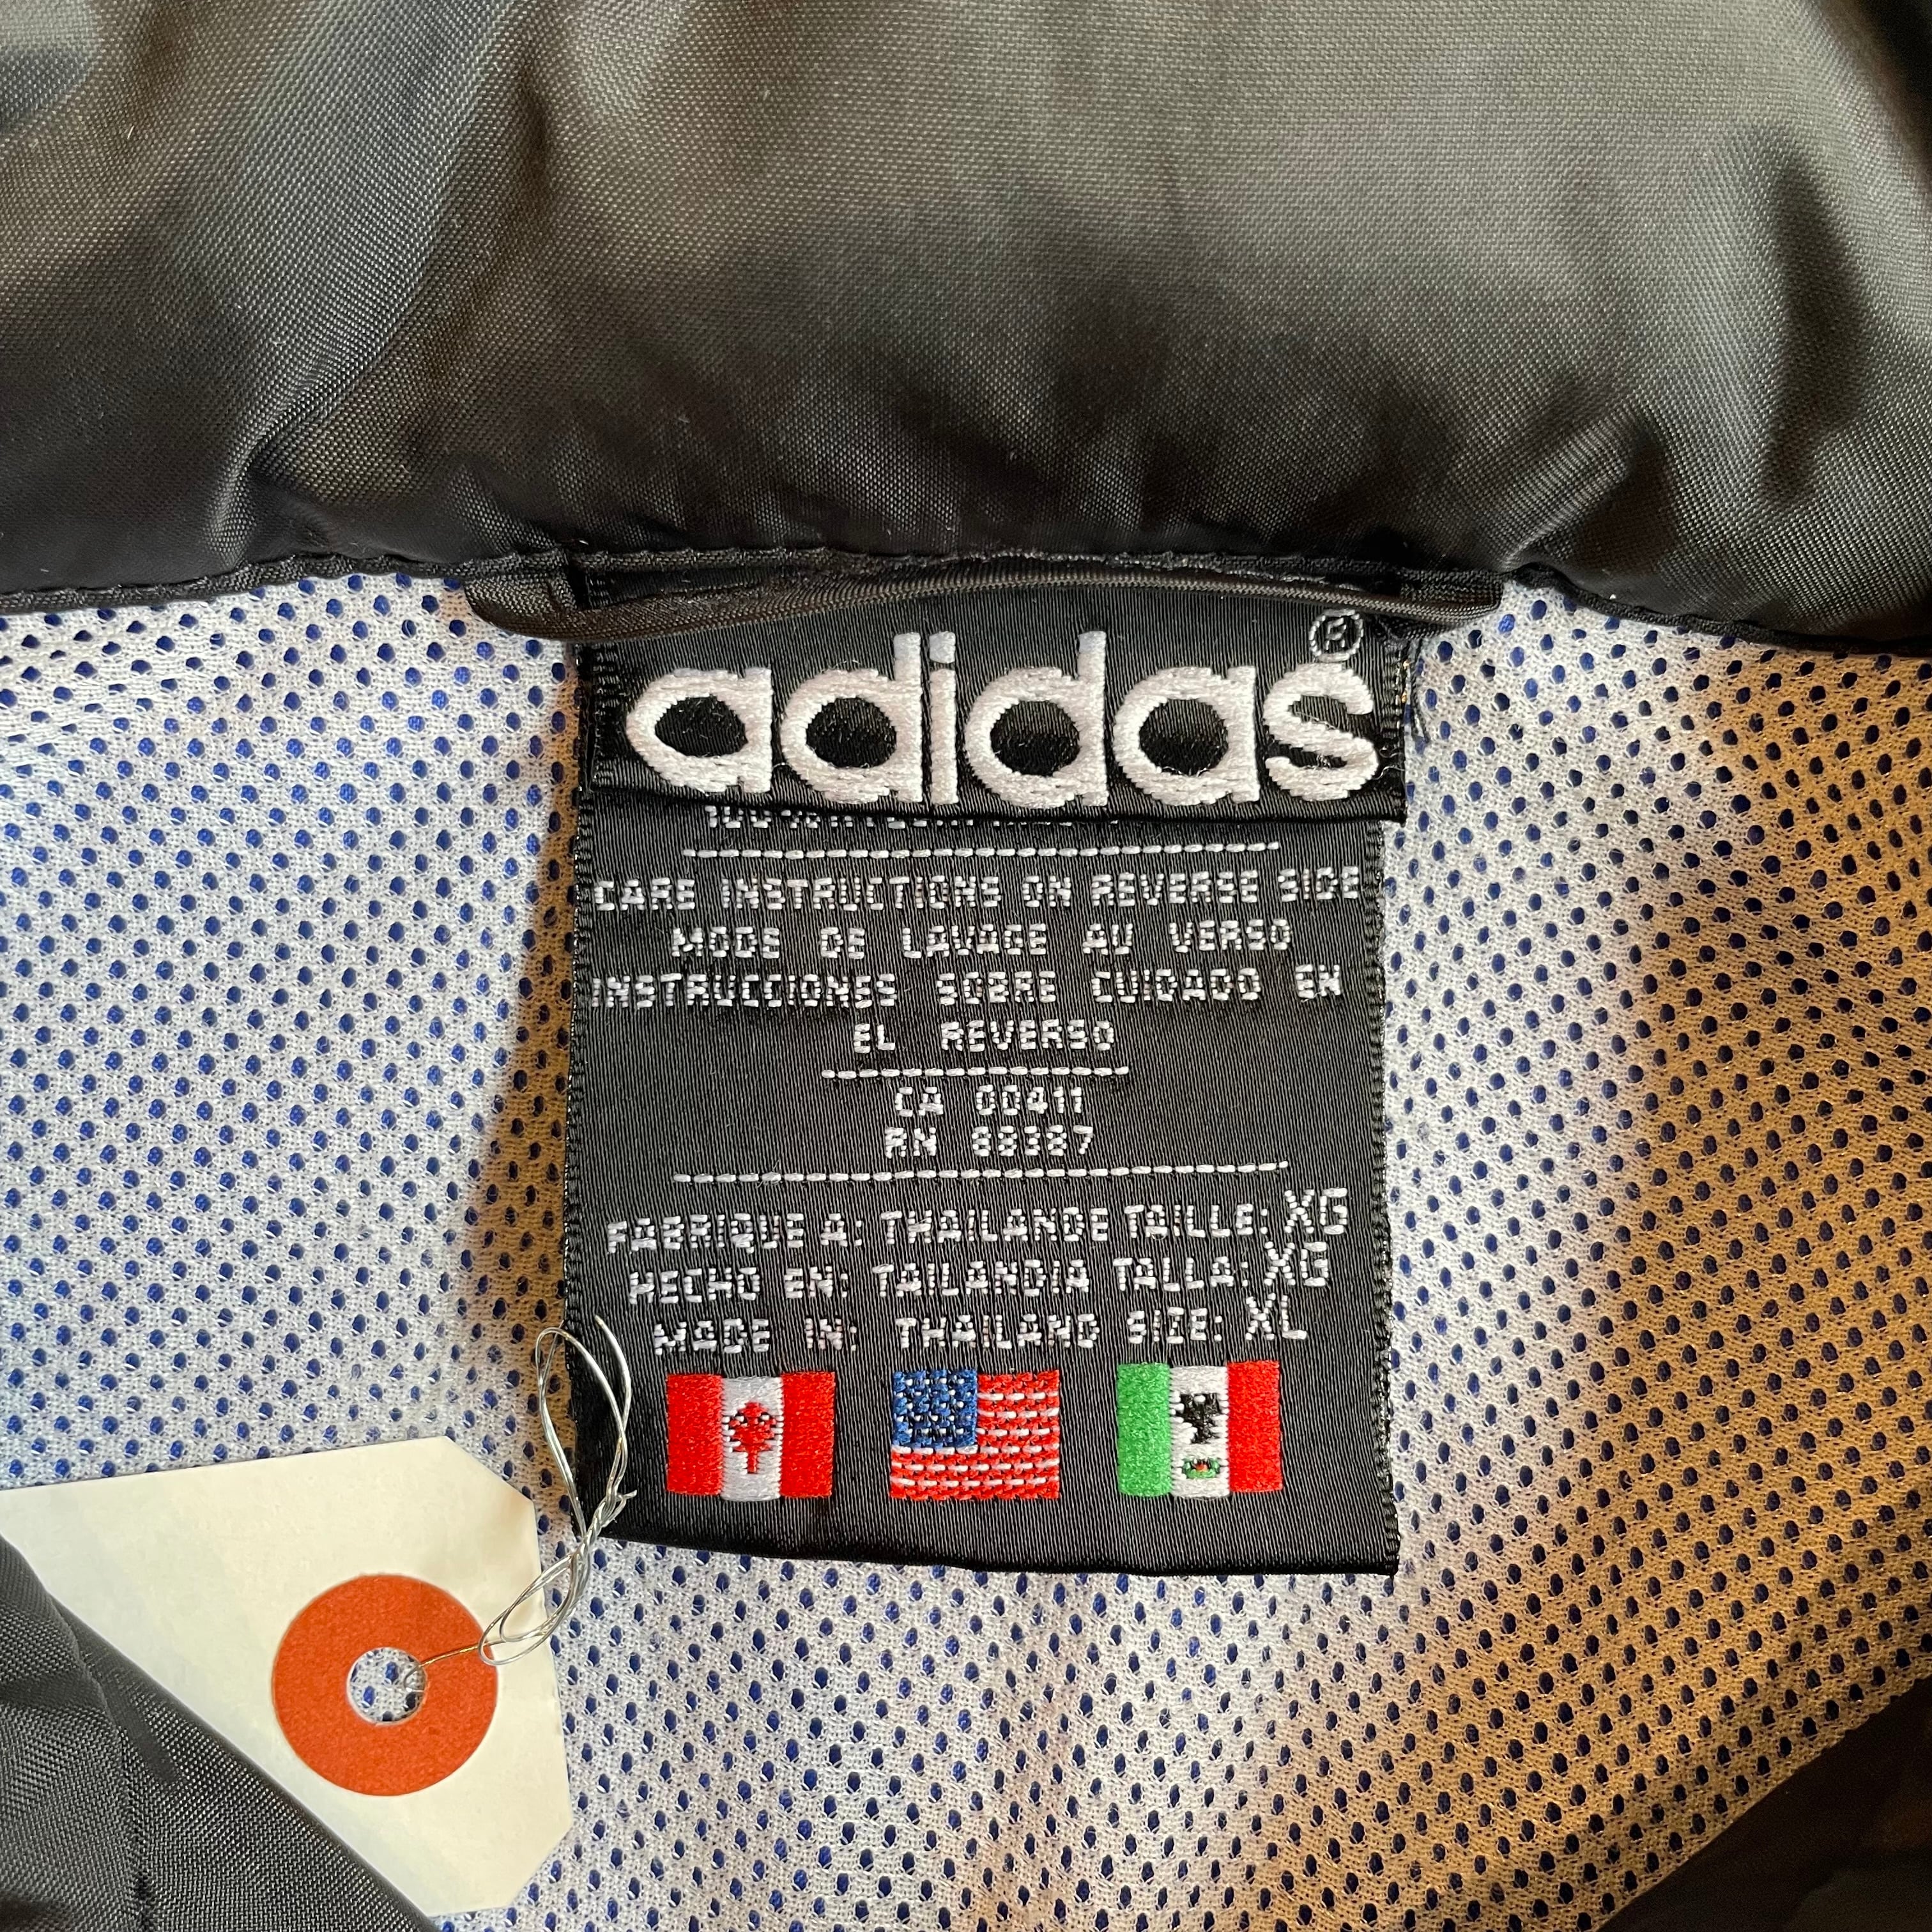 adidas®
100%
CARE INSTRUCTIONS ON REVERSE SIDE
MODE DE LAVAGE AU VERSO
INSTRUCCIONES SOBRE CUIDADO EN
EL REVERSO
CA 00411
RN 88387
FABRIQUE A: THAILANDE TAILLE: XG
HECHO EN: TAILANDIA TALLA: XG
MADE IN: THAILAND SIZE: XL